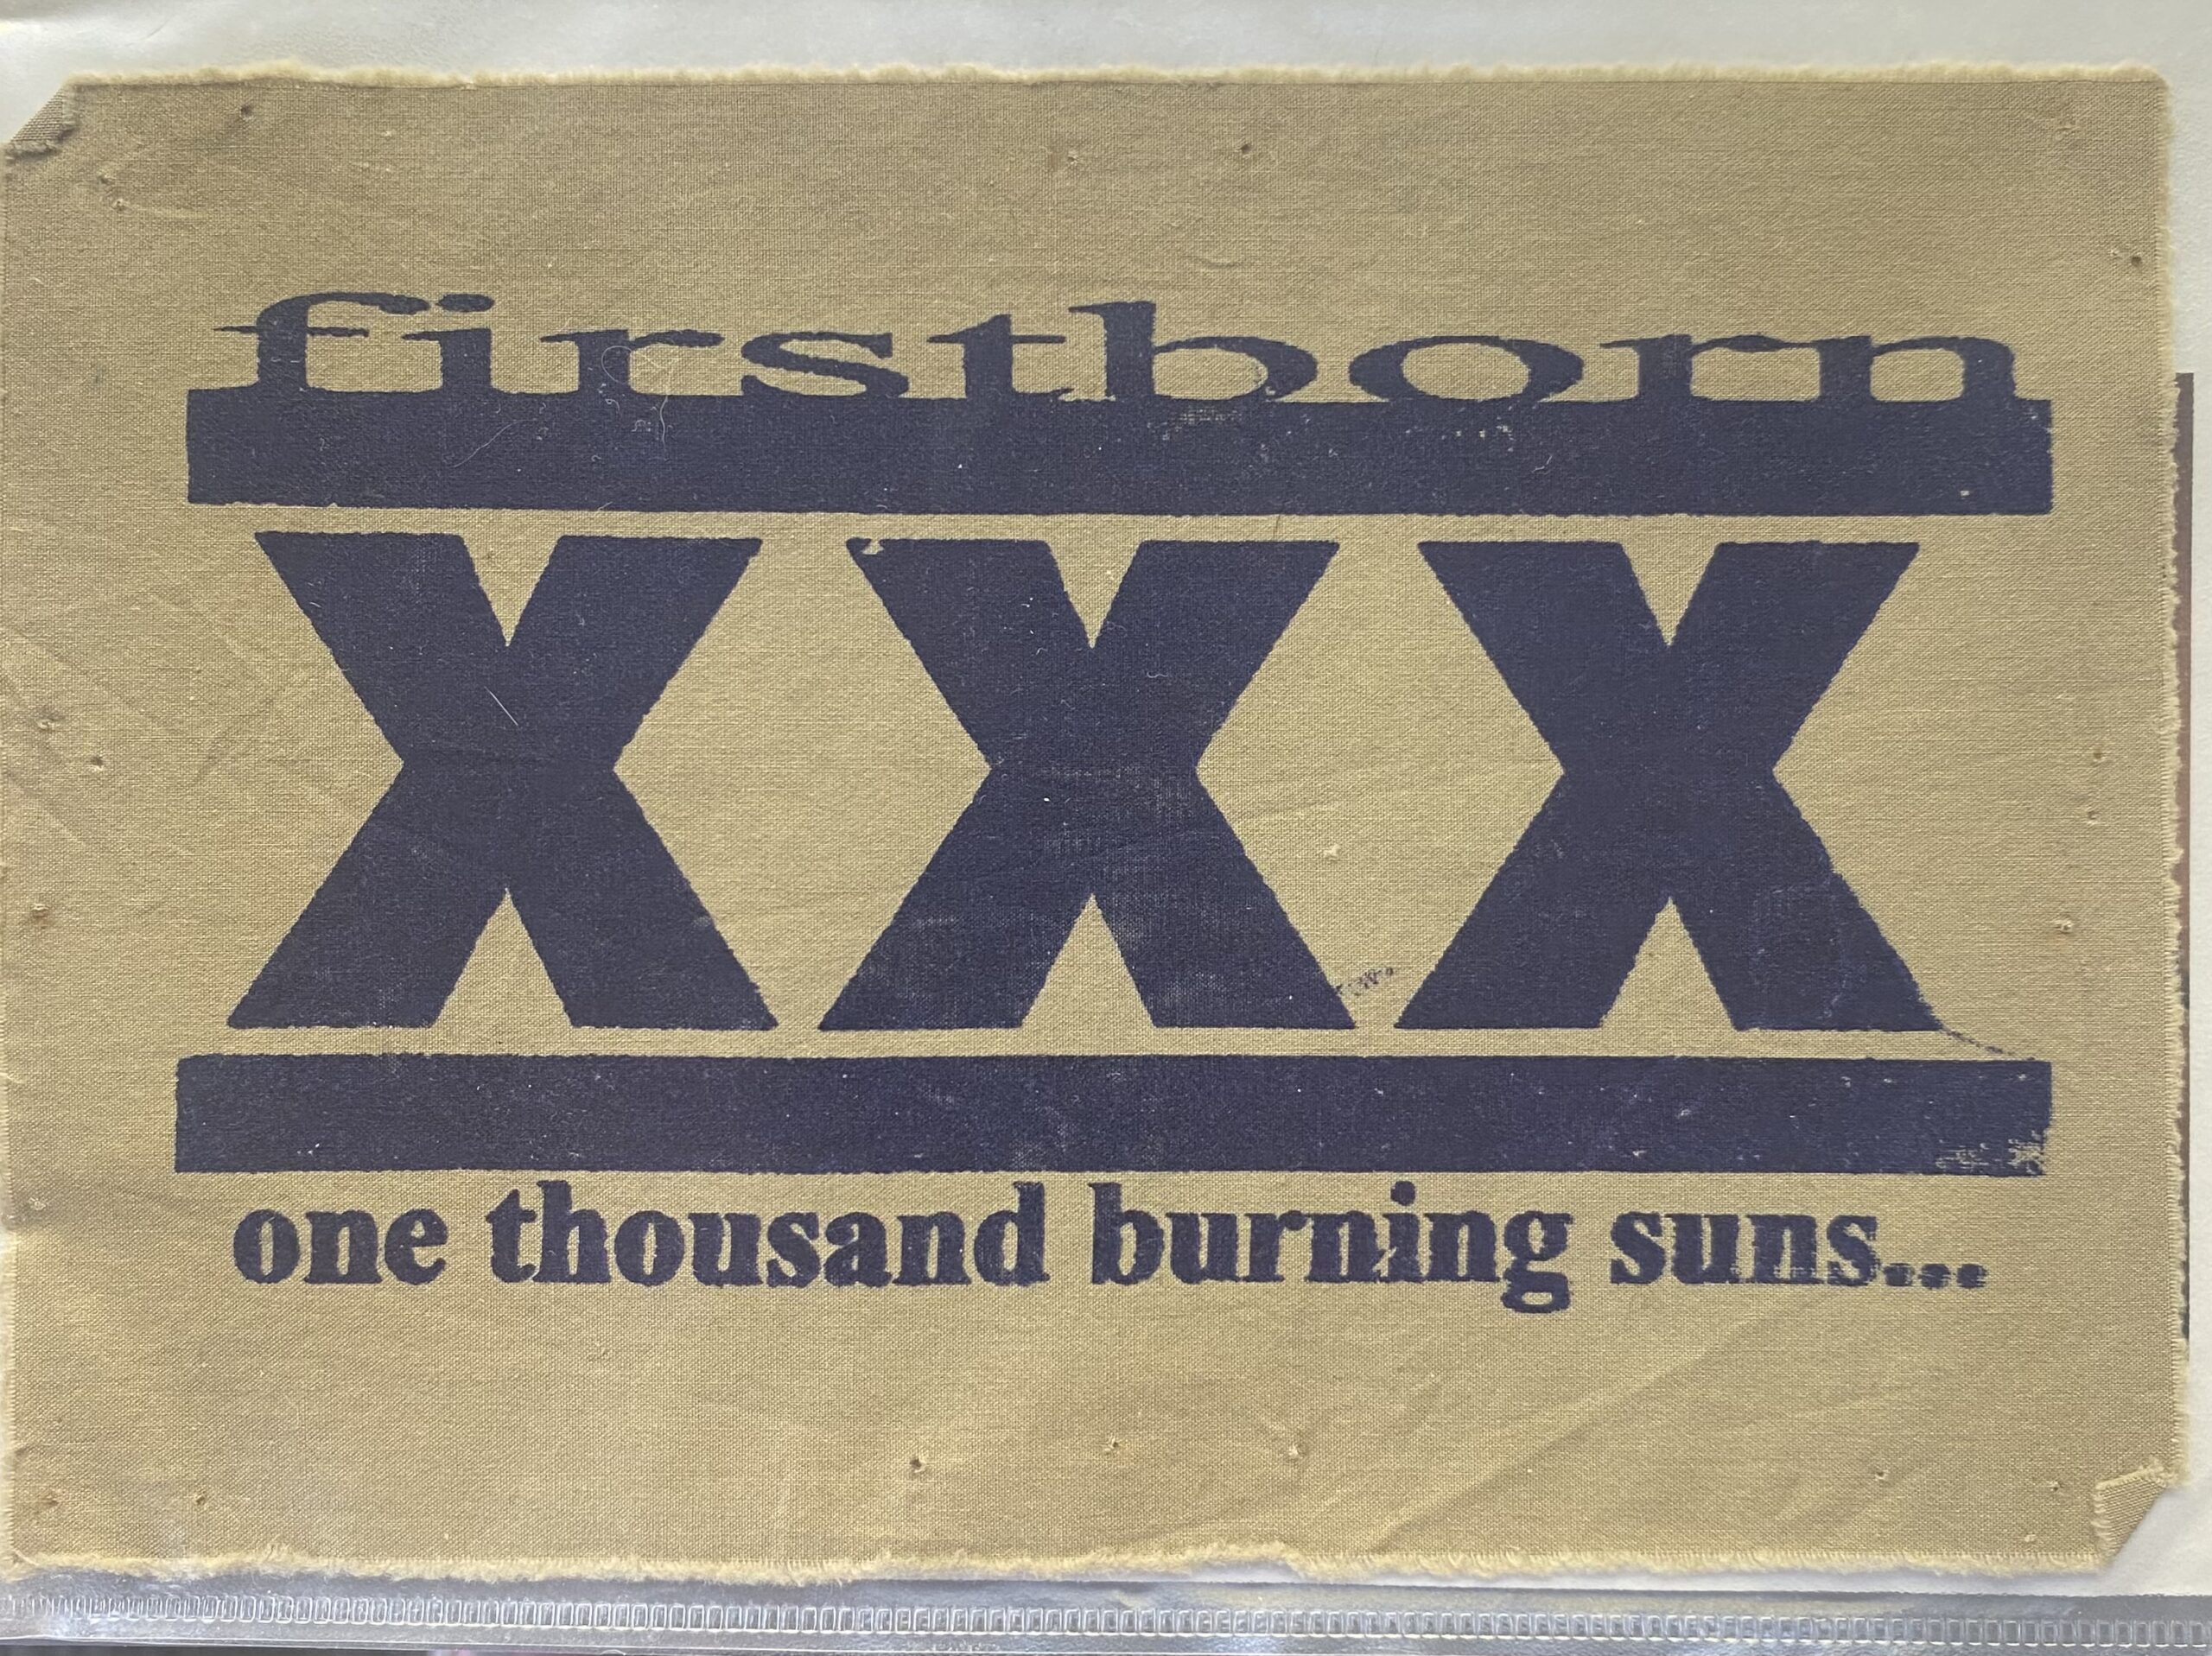 firstborn
XXX
one thousand burning suns...